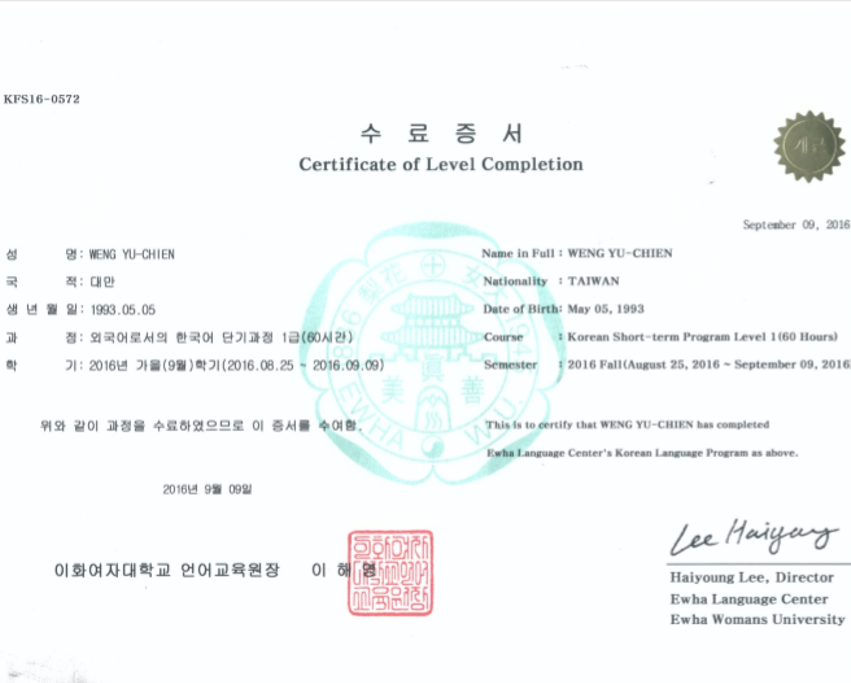 KFS16-0572
수 료 증 서
Certificate of Level Completion
September 09, 2016
성 명: WENG YU-CHIEN
국 적: 대만
생 년 월 일: 1993.05.05
과 정: 외국어로서의 한국어 단기과정 1급(60시간)
학 기: 2016년 가을(9월)학기(2016.08.25 ~ 2016.09.09)
위와 같이 과정을 수료하였으므로 이 증서를 수여함.
2016년 9월 09일
이화여자대학교 언어교육원장 이 해 영
Name in Full : WENG YU-CHIEN
Nationality : TAIWAN
Date of Birth: May 05, 1993
Course : Korean Short-term Program Level 1(60 Hours)
Semester : 2016 Fall(August 25, 2016 ~ September 09, 2016
This is to certify that WENG YU-CHIEN has completed
Ewha Language Center's Korean Language Program as above.
Lee Haiyoung
Haiyoung Lee, Director
Ewha Language Center
Ewha Womans University
1886 梨花 女大 1945
美 眞 善
EWHA W.U.